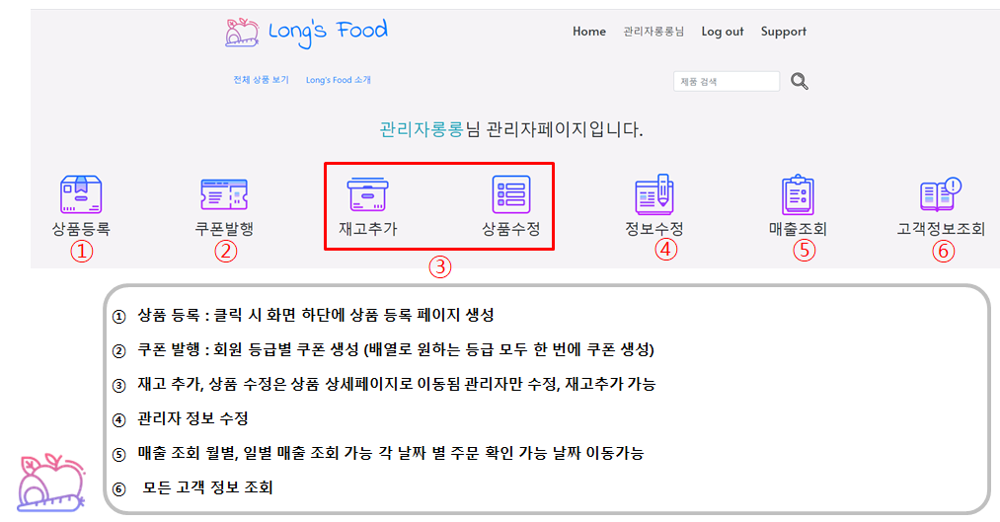 Long's Food
Home 관리자롱롱님 Log out Support
전체 상품 보기 Long's Food 소개
제품 검색
관리자롱롱님 관리자페이지입니다.
상품등록 쿠폰발행 재고추가 상품수정 정보수정 매출조회 고객정보조회
① ② ③ ④ ⑤ ⑥
① 상품 등록 : 클릭 시 화면 하단에 상품 등록 페이지 생성
② 쿠폰 발행 : 회원 등급별 쿠폰 생성 (배열로 원하는 등급 모두 한 번에 쿠폰 생성)
③ 재고 추가, 상품 수정은 상품 상세페이지로 이동됨 관리자만 수정, 재고추가 가능
④ 관리자 정보 수정
⑤ 매출 조회 월별, 일별 매출 조회 가능 각 날짜 별 주문 확인 가능 날짜 이동가능
⑥ 모든 고객 정보 조회